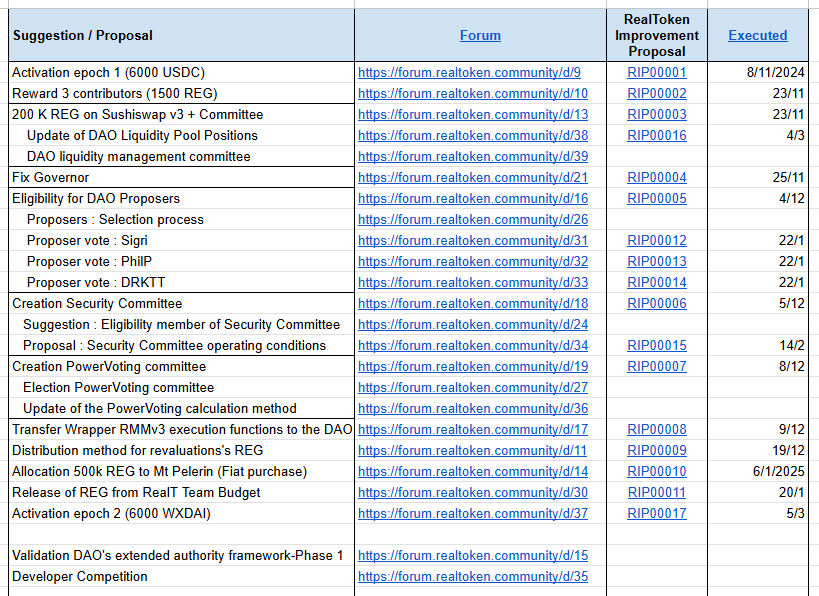 Suggestion / Proposal Forum RealToken Improvement Proposal Executed
Activation epoch 1 (6000 USDC) https://forum.realtoken.community/d/9 RIP00001 8/11/2024
Reward 3 contributors (1500 REG) https://forum.realtoken.community/d/10 RIP00002 23/11
200 K REG on Sushiswap v3 + Committee https://forum.realtoken.community/d/13 RIP00003 23/11
Update of DAO Liquidity Pool Positions https://forum.realtoken.community/d/38 RIP00016 4/3
DAO liquidity management committee https://forum.realtoken.community/d/39
Fix Governor https://forum.realtoken.community/d/21 RIP00004 25/11
Eligibility for DAO Proposers https://forum.realtoken.community/d/16 RIP00005 4/12
Proposers : Selection process https://forum.realtoken.community/d/26
Proposer vote : Sigri https://forum.realtoken.community/d/31 RIP00012 22/1
Proposer vote : PhilP https://forum.realtoken.community/d/32 RIP00013 22/1
Proposer vote : DRKTT https://forum.realtoken.community/d/33 RIP00014 22/1
Creation Security Committee https://forum.realtoken.community/d/18 RIP00006 5/12
Suggestion : Eligibility member of Security Committee https://forum.realtoken.community/d/24
Proposal : Security Committee operating conditions https://forum.realtoken.community/d/34 RIP00015 14/2
Creation PowerVoting committee https://forum.realtoken.community/d/19 RIP00007 8/12
Election PowerVoting committee https://forum.realtoken.community/d/27
Update of the PowerVoting calculation method https://forum.realtoken.community/d/36
Transfer Wrapper RMMv3 execution functions to the DAO https://forum.realtoken.community/d/17 RIP00008 9/12
Distribution method for revaluations's REG https://forum.realtoken.community/d/11 RIP00009 19/12
Allocation 500k REG to Mt Pelerin (Fiat purchase) https://forum.realtoken.community/d/14 RIP00010 6/1/2025
Release of REG from RealT Team Budget https://forum.realtoken.community/d/30 RIP00011 20/1
Activation epoch 2 (6000 WXDAI) https://forum.realtoken.community/d/37 RIP00017 5/3
Validation DAO's extended authority framework-Phase 1 https://forum.realtoken.community/d/15
Developer Competition https://forum.realtoken.community/d/35